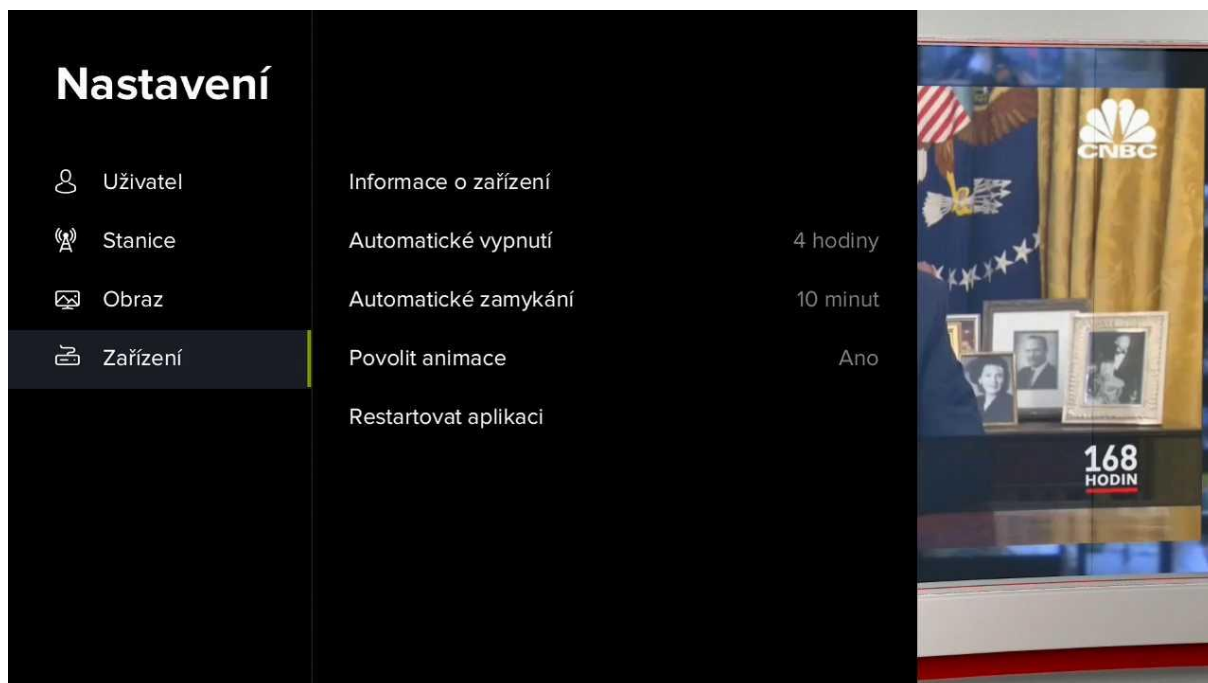 Nastavení
Uživatel
Stanice
Obraz
Zařízení
Informace o zařízení
Automatické vypnutí 4 hodiny
Automatické zamykání 10 minut
Povolit animace Ano
Restartovat aplikaci
CNBC
168
HODIN